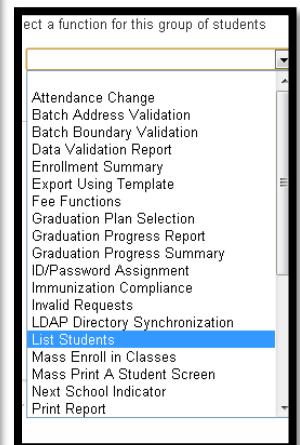 ect a function for this group of students
Attendance Change
Batch Address Validation
Batch Boundary Validation
Data Validation Report
Enrollment Summary
Export Using Template
Fee Functions
Graduation Plan Selection
Graduation Progress Report
Graduation Progress Summary
ID/Password Assignment
Immunization Compliance
Invalid Requests
LDAP Directory Synchronization
List Students
Mass Enroll in Classes
Mass Print A Student Screen
Next School Indicator
Print Report